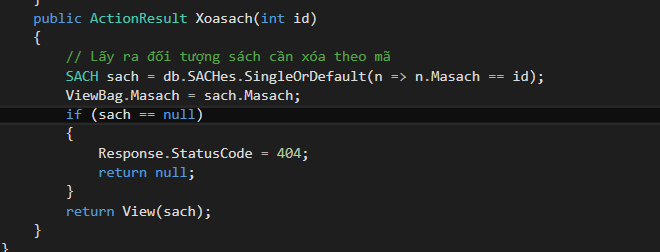 }
public ActionResult Xoasach(int id)
{
// Lấy ra đối tượng sách cần xóa theo mã
SACH sach = db.SACHes.SingleOrDefault(n => n.Masach == id);
ViewBag.Masach = sach.Masach;
if (sach == null)
{
Response.StatusCode = 404;
return null;
}
return View(sach);
}
}